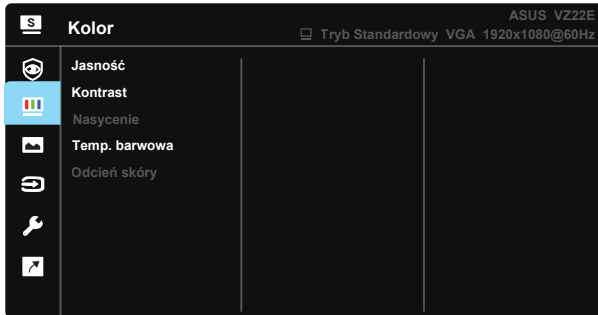 S
Kolor
ASUS VZ22E
Tryb Standardowy VGA 1920x1080@60Hz
Jasność
Kontrast
Nasycenie
Temp. barwowa
Odcień skóry